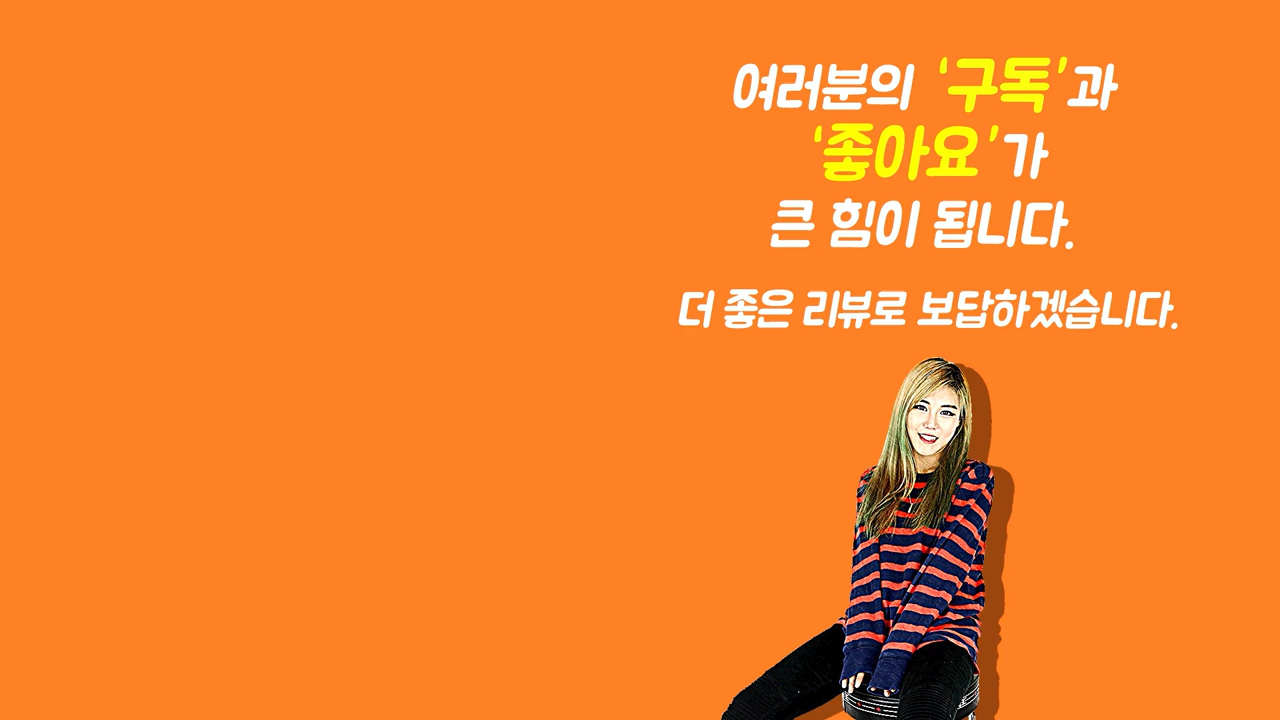 여러분의 ‘구독’과
‘좋아요’가
큰 힘이 됩니다.
더 좋은 리뷰로 보답하겠습니다.